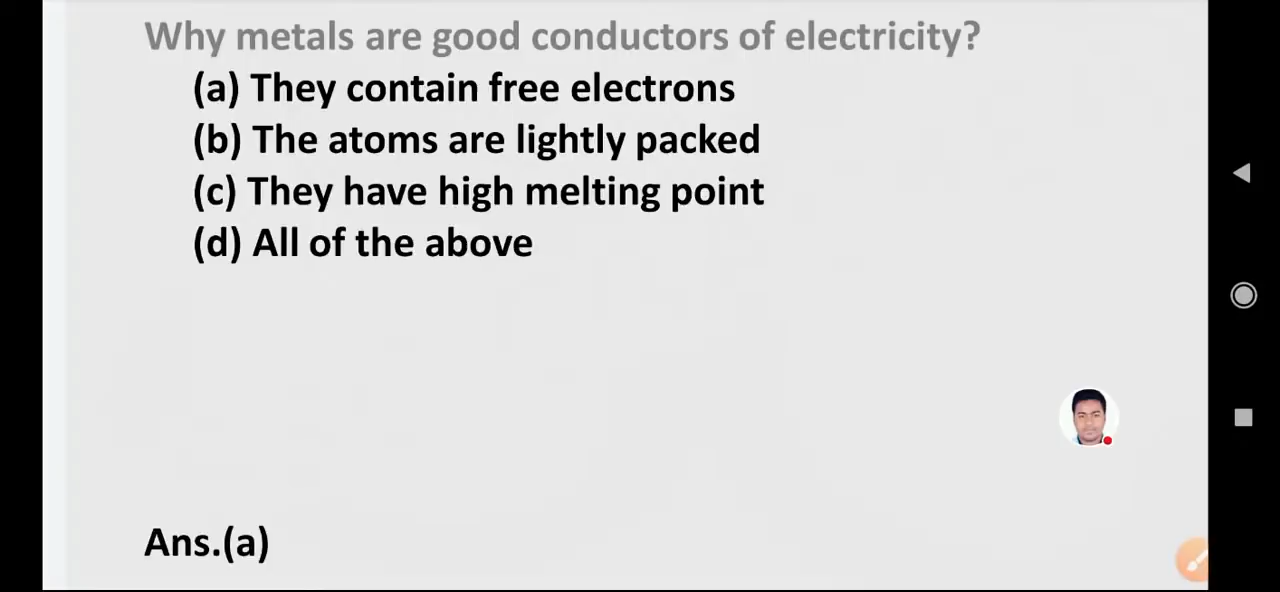 Why metals are good conductors of electricity?
(a) They contain free electrons
(b) The atoms are lightly packed
(c) They have high melting point
(d) All of the above
Ans.(a)